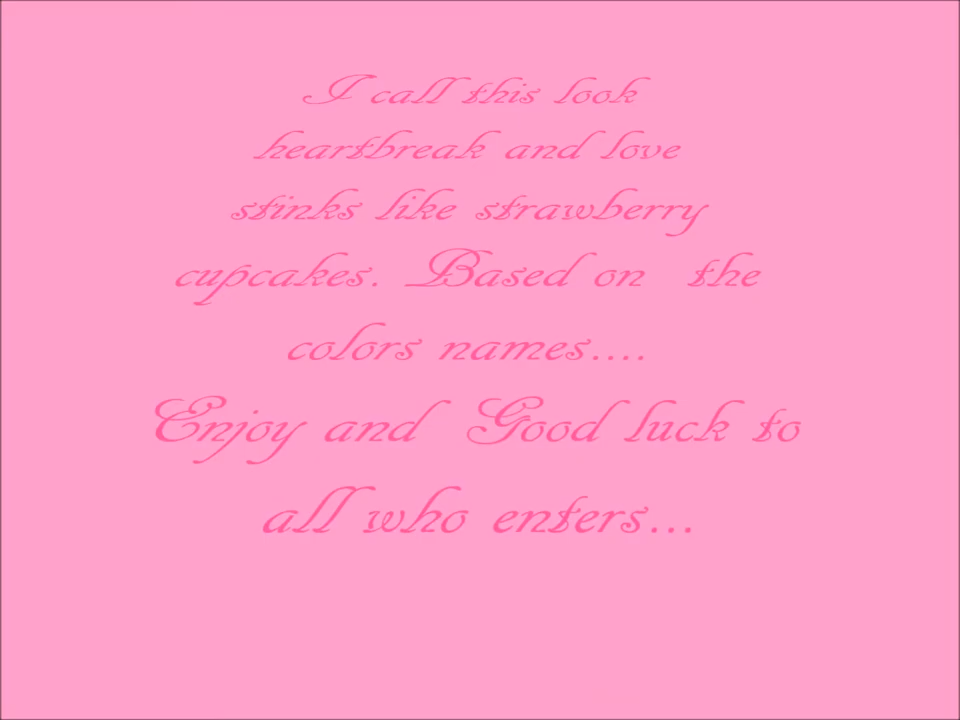 I call this look
heartbreak and love
stinks like strawberry
cupcakes. Based on the
colors names....
Enjoy and Good luck to
all who enters...